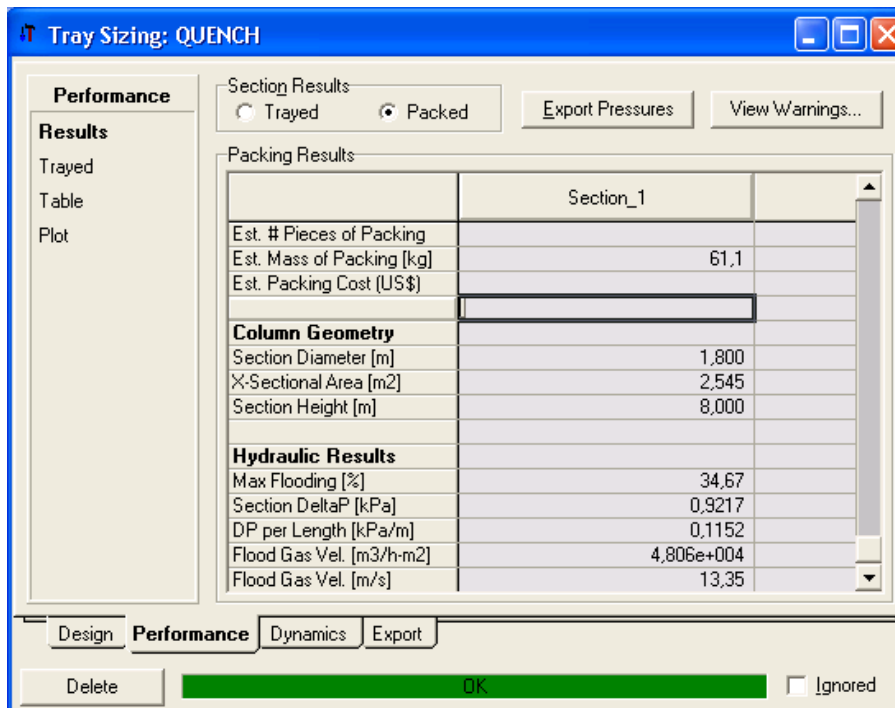 Tray Sizing: QUENCH
Performance
Results
Trayed
Table
Plot
Section Results
Trayed Packed
Export Pressures
View Warnings...
Packing Results
Section_1
Est. # Pieces of Packing
Est. Mass of Packing [kg] 61,1
Est. Packing Cost (US$)
Column Geometry
Section Diameter [m] 1,800
X-Sectional Area [m2] 2,545
Section Height [m] 8,000
Hydraulic Results
Max Flooding [%] 34,67
Section DeltaP [kPa] 0,9217
DP per Length [kPa/m] 0,1152
Flood Gas Vel. [m3/h-m2] 4,806e+004
Flood Gas Vel. [m/s] 13,35
Design Performance Dynamics Export
Delete OK Ignored